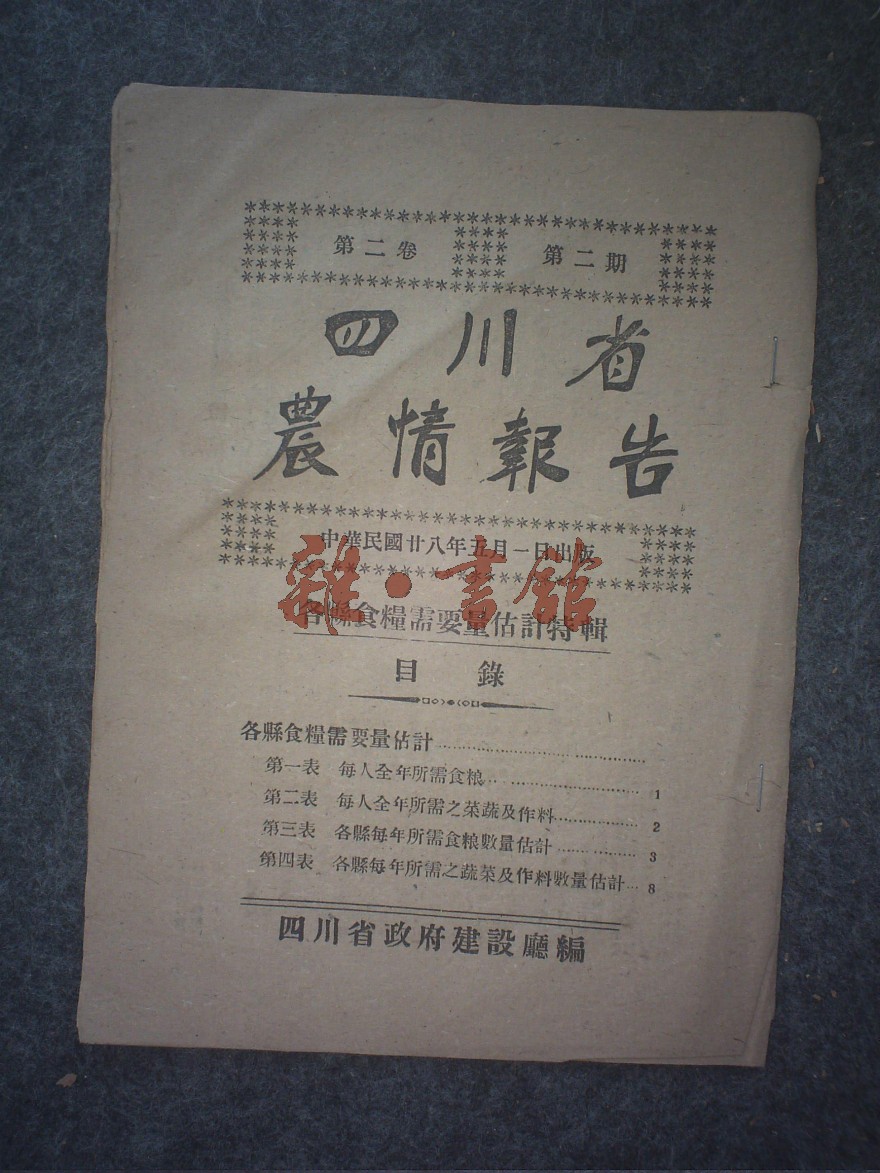 第二卷 第二期
四川省
農情報告
中華民國廿八年五月一日出版
雜·書館
各縣食糧需要量估計特輯
目錄
各縣食糧需要量估計
第一表 每人全年所需食粮 1
第二表 每人全年所需之菜蔬及作料 2
第三表 各縣每年所需食粮數量估計 3
第四表 各縣每年所需之蔬菜及作料數量估計 8
四川省政府建設廳編